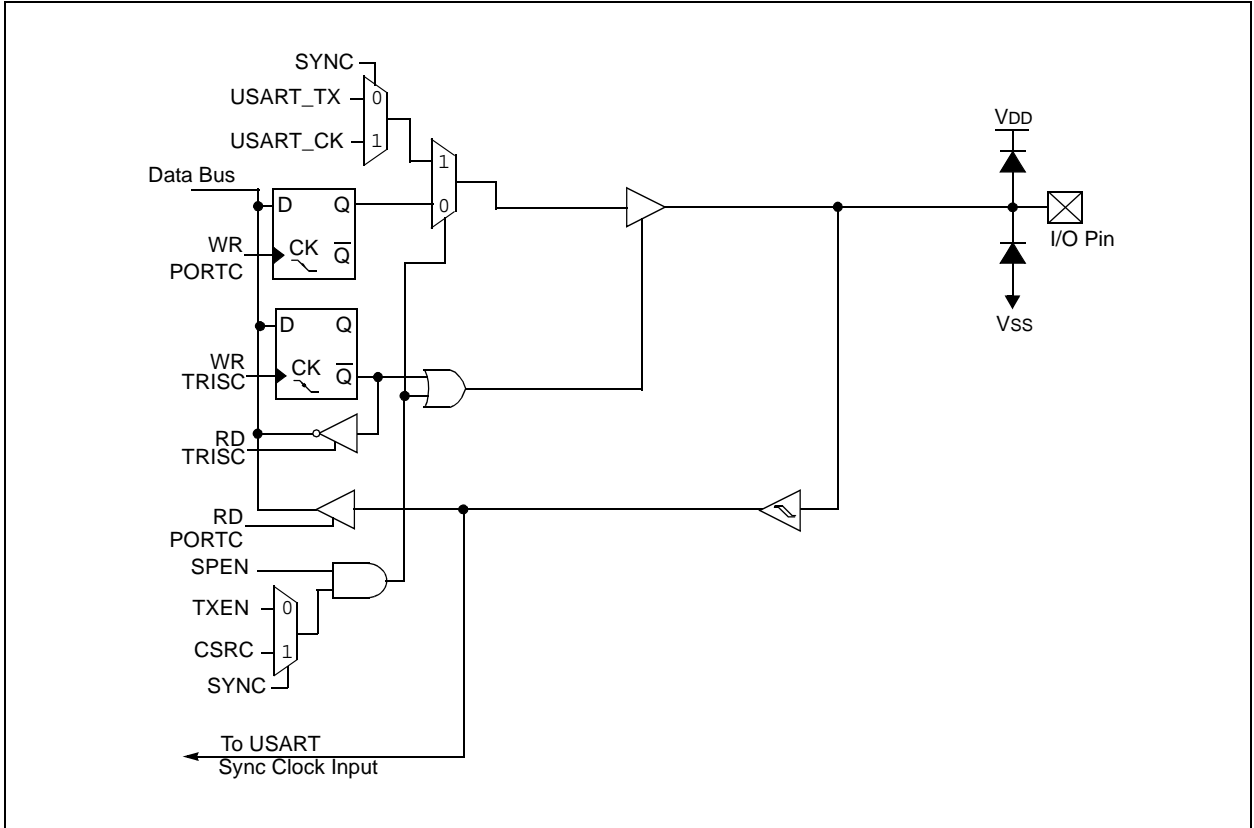 SYNC
USART_TX
0
USART_CK
1
1
0
VDD
Data Bus
D
Q
WR
PORTC
CK
Q
I/O Pin
VSS
D
Q
WR
TRISC
CK
Q
RD
TRISC
RD
PORTC
SPEN
TXEN
0
CSRC
1
SYNC
To USART
Sync Clock Input